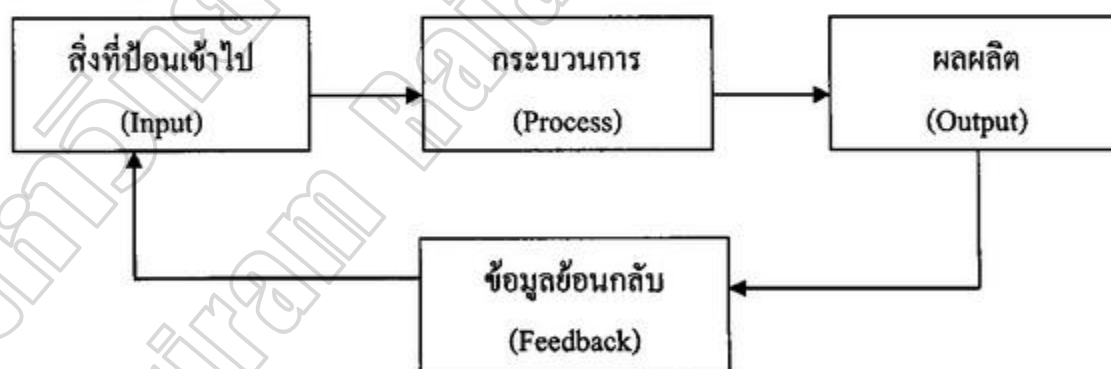 สิ่งที่ป้อนเข้าไป
(Input)
กระบวนการ
(Process)
ผลผลิต
(Output)
ข้อมูลย้อนกลับ
(Feedback)